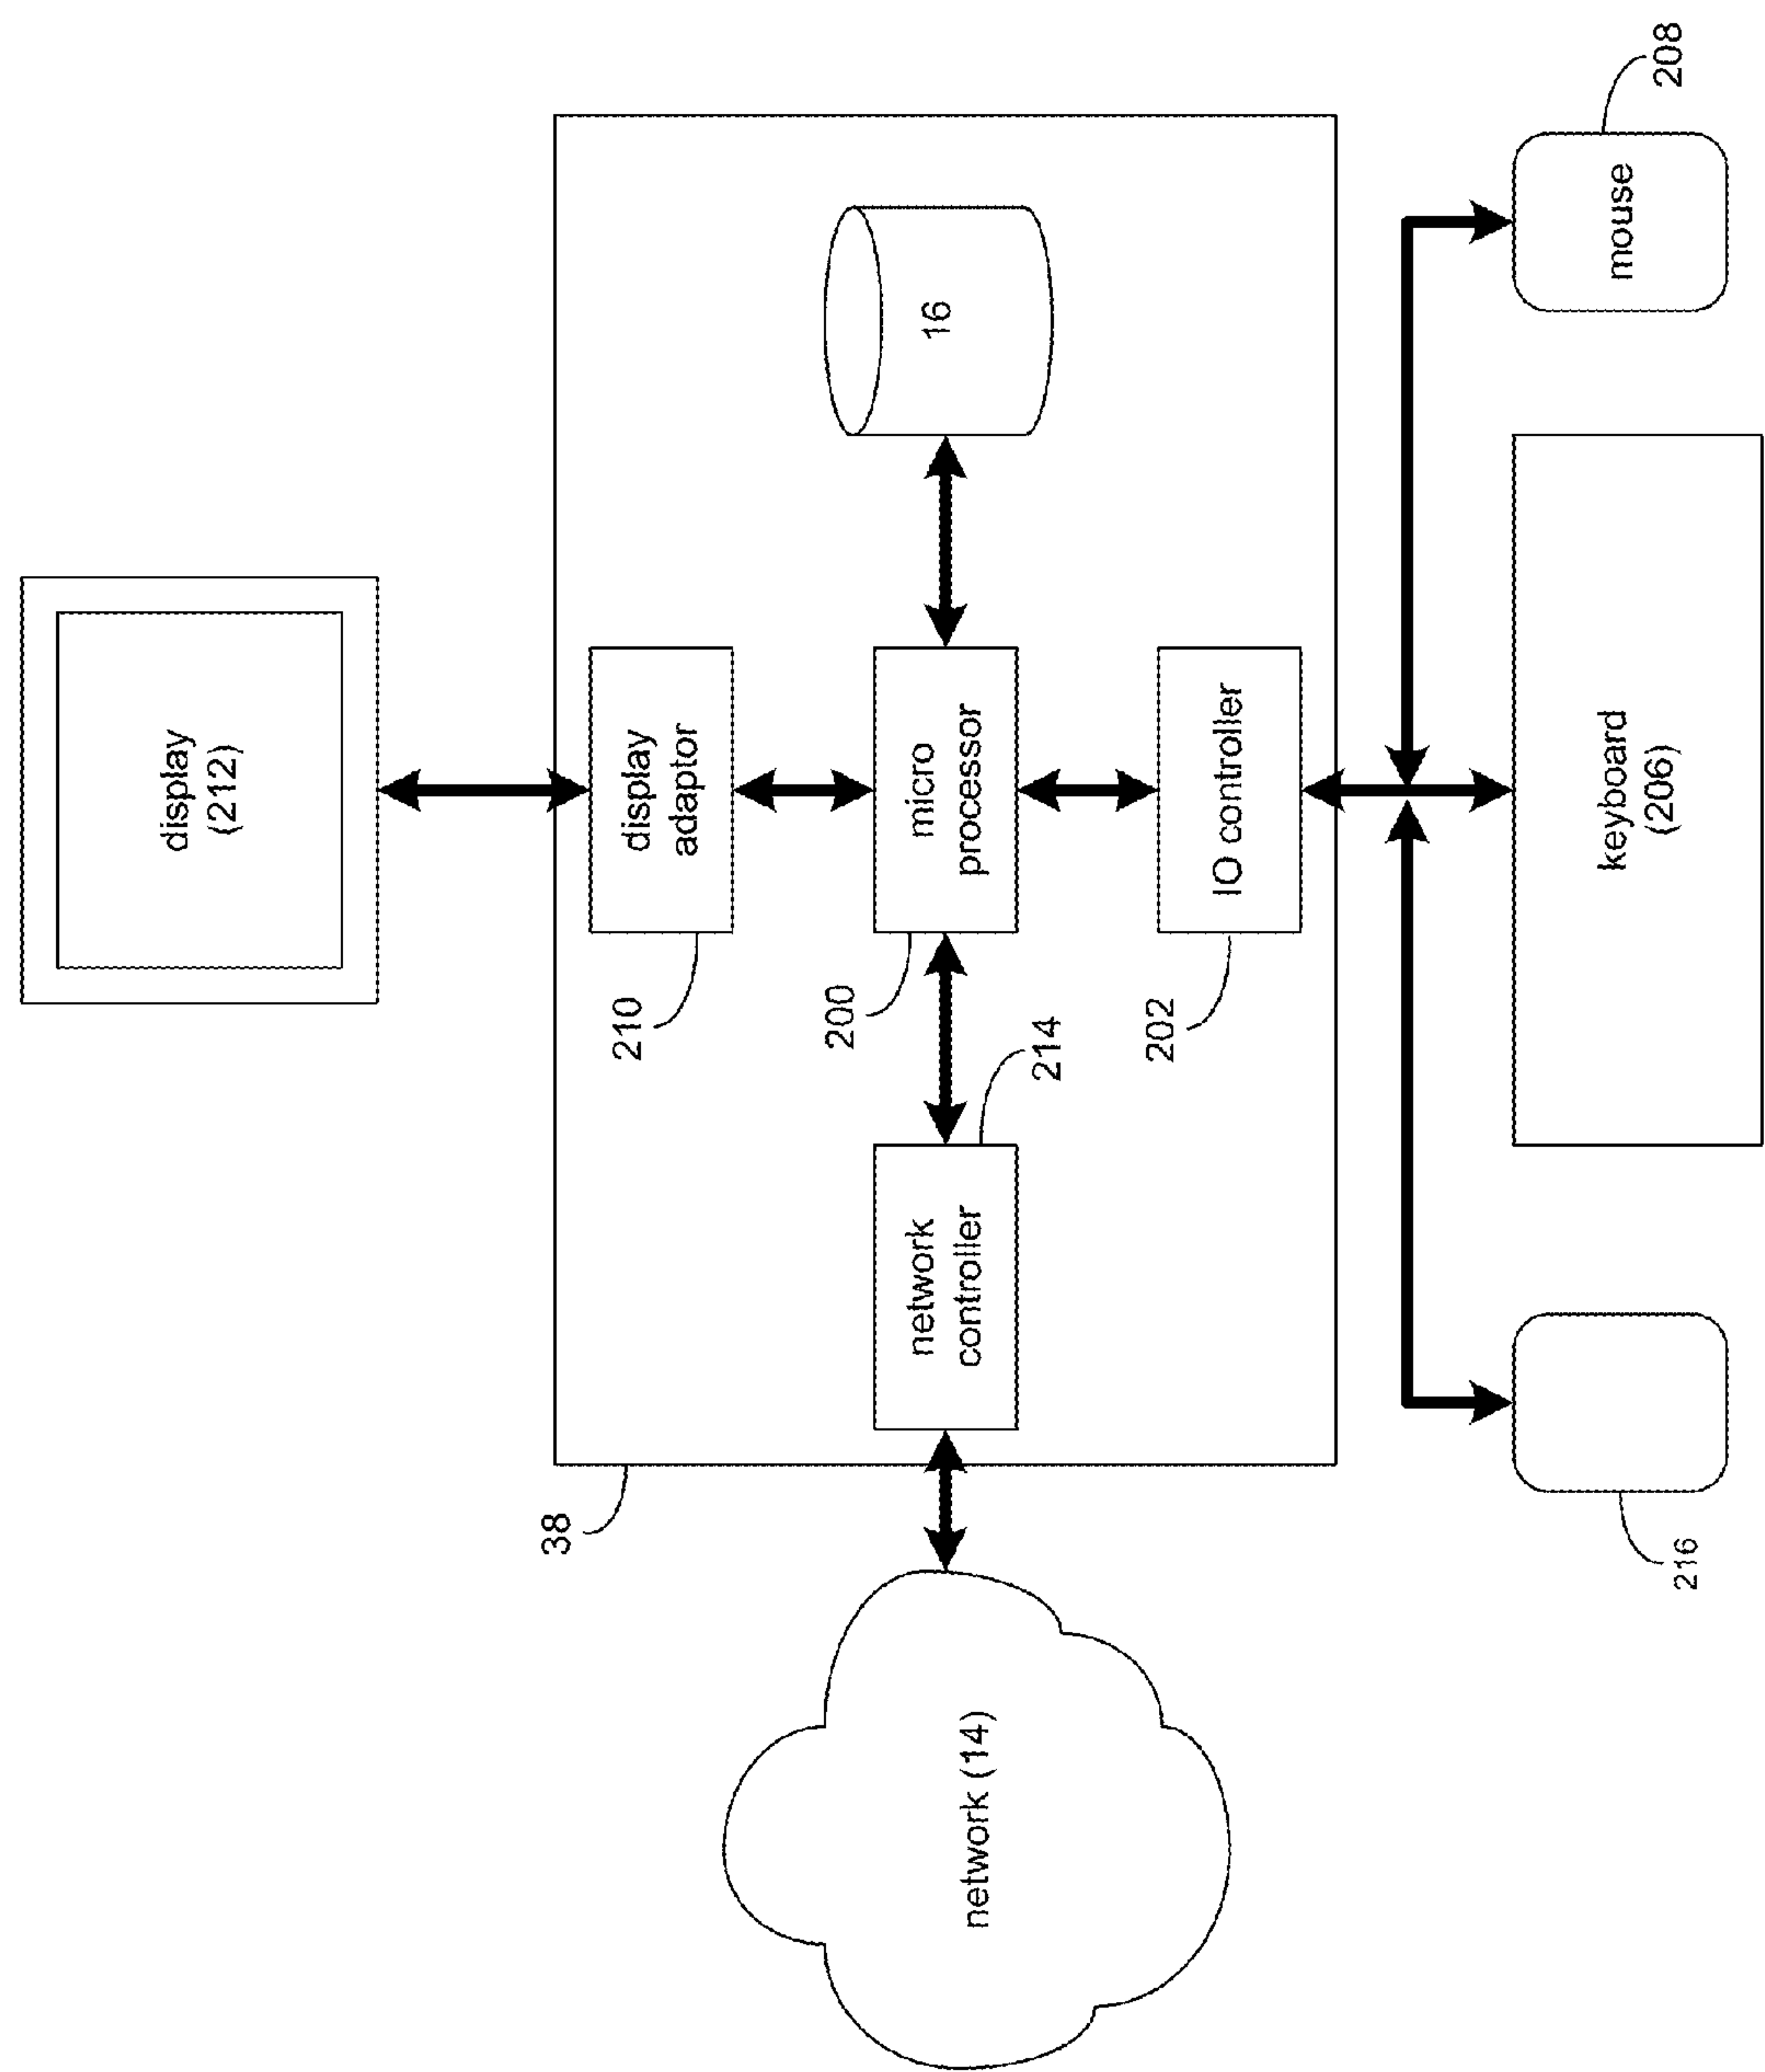 display
(212)
display
adaptor
210
micro
processor
200
16
network
controller
214
IO controller
202
38
network (14)
keyboard
(206)
mouse
208
216